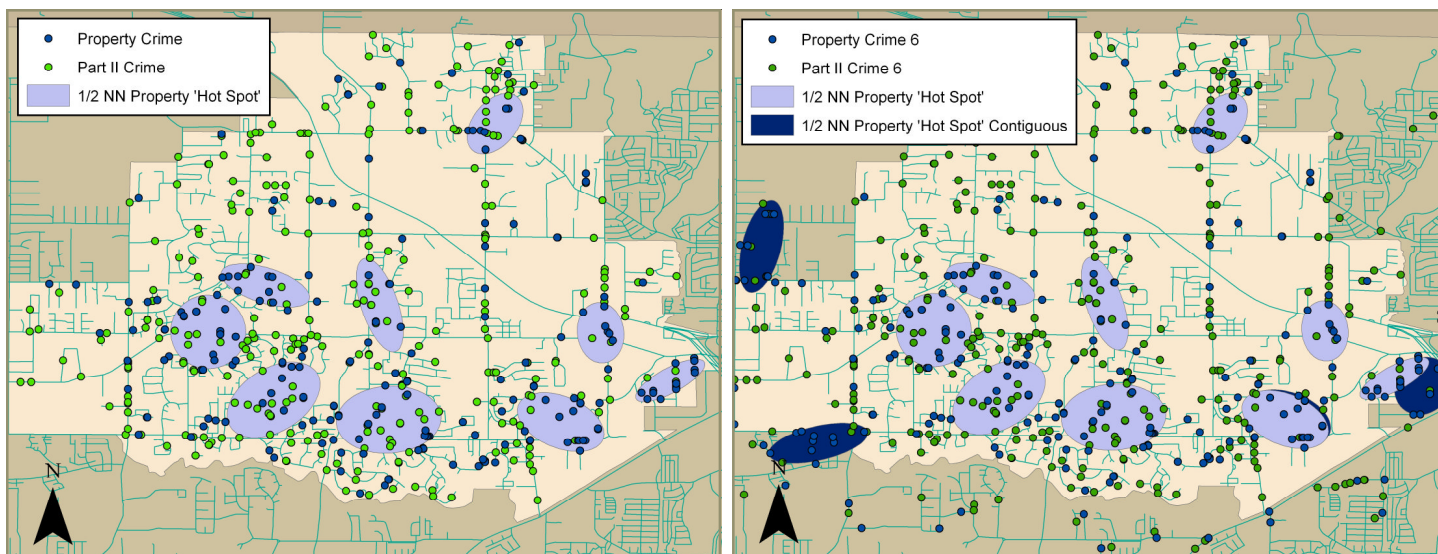 Property Crime
Part II Crime
1/2 NN Property 'Hot Spot'
N
Property Crime 6
Part II Crime 6
1/2 NN Property 'Hot Spot'
1/2 NN Property 'Hot Spot' Contiguous
N